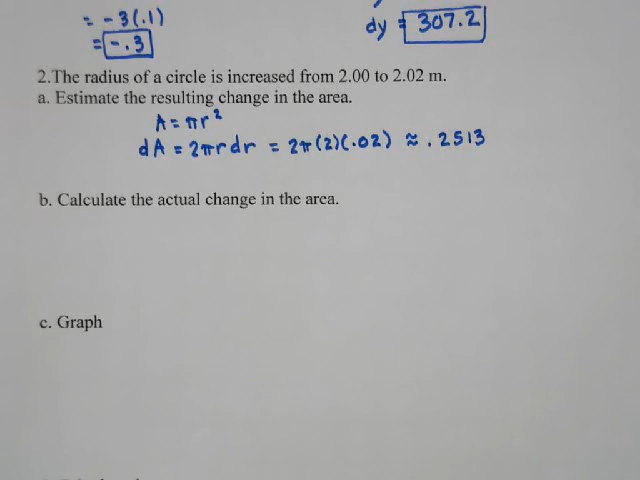 = -3(.1)
= -.3
dy = 307.2
2.The radius of a circle is increased from 2.00 to 2.02 m.
a. Estimate the resulting change in the area.
A = πr²
dA = 2πr dr = 2π(2)(.02) ≈ .2513
b. Calculate the actual change in the area.
c. Graph